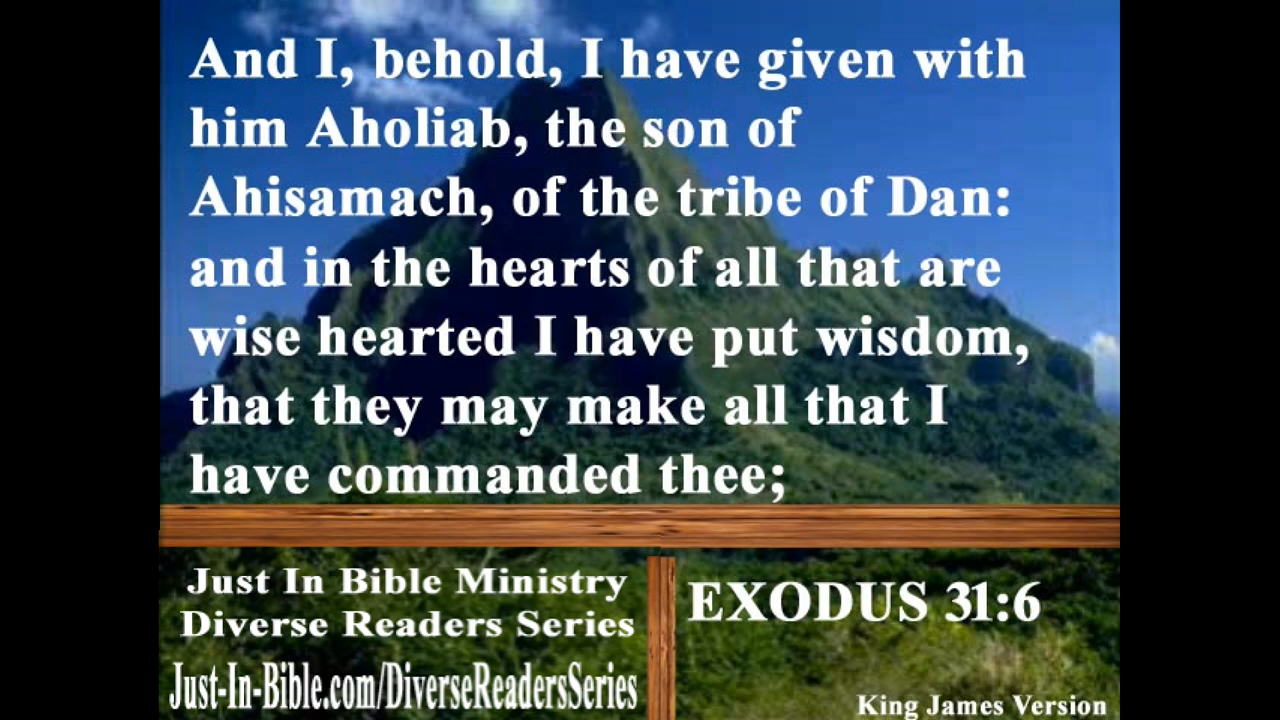 And I, behold, I have given with
him Aholiab, the son of
Ahisamach, of the tribe of Dan:
and in the hearts of all that are
wise hearted I have put wisdom,
that they may make all that I
have commanded thee;
Just In Bible Ministry
Diverse Readers Series
Just-In-Bible.com/DiverseReadersSeries
EXODUS 31:6
King James Version